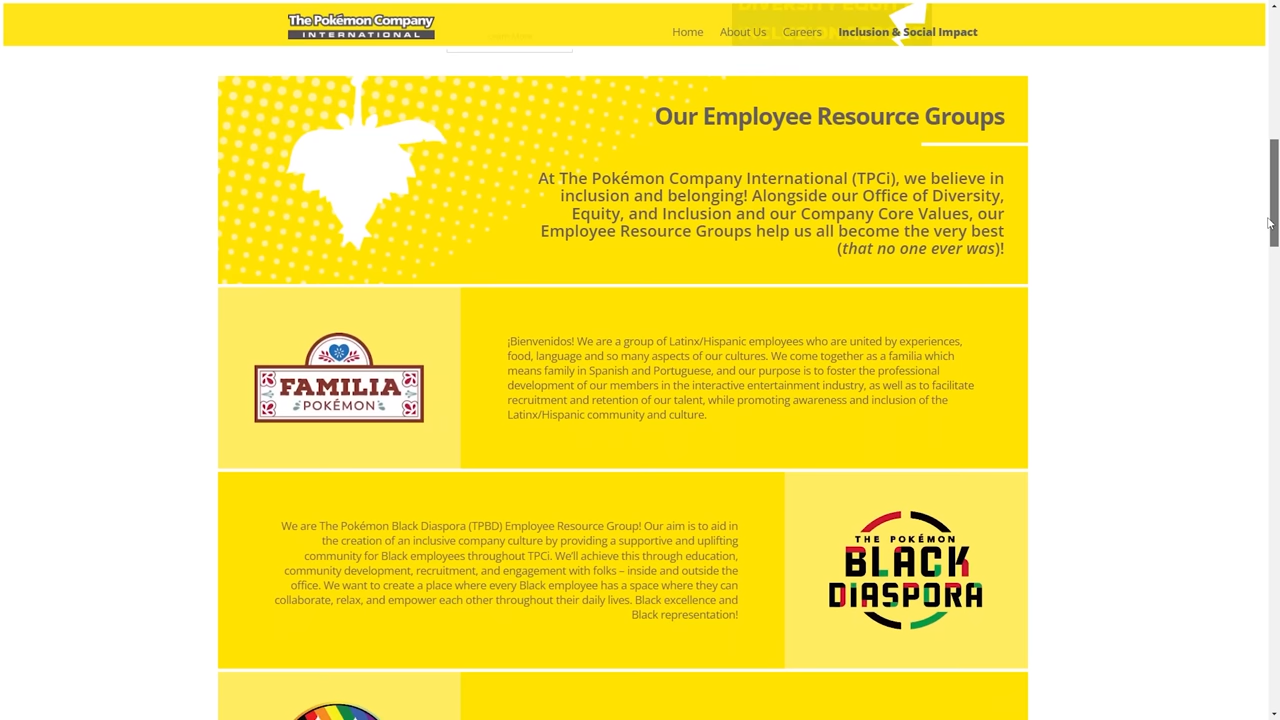 DIVERSITY EQUIT
The Pokémon Company
INTERNATIONAL
Home
About Us
Careers
Inclusion & Social Impact
Our Employee Resource Groups
At The Pokémon Company International (TPCi), we believe in
inclusion and belonging! Alongside our Office of Diversity,
Equity, and Inclusion and our Company Core Values, our
Employee Resource Groups help us all become the very best
(that no one ever was)!
FAMILIA
POKÉMON
¡Bienvenidos! We are a group of Latinx/Hispanic employees who are united by experiences,
food, language and so many aspects of our cultures. We come together as a familia which
means family in Spanish and Portuguese, and our purpose is to foster the professional
development of our members in the interactive entertainment industry, as well as to facilitate
recruitment and retention of our talent, while promoting awareness and inclusion of the
Latinx/Hispanic community and culture.
We are The Pokémon Black Diaspora (TPBD) Employee Resource Group! Our aim is to aid in
the creation of an inclusive company culture by providing a supportive and uplifting
community for Black employees throughout TPCi. We'll achieve this through education,
community development, recruitment, and engagement with folks – inside and outside the
office. We want to create a place where every Black employee has a space where they can
collaborate, relax, and empower each other throughout their daily lives. Black excellence and
Black representation!
THE POKÉMON
BLACK
DIASPORA